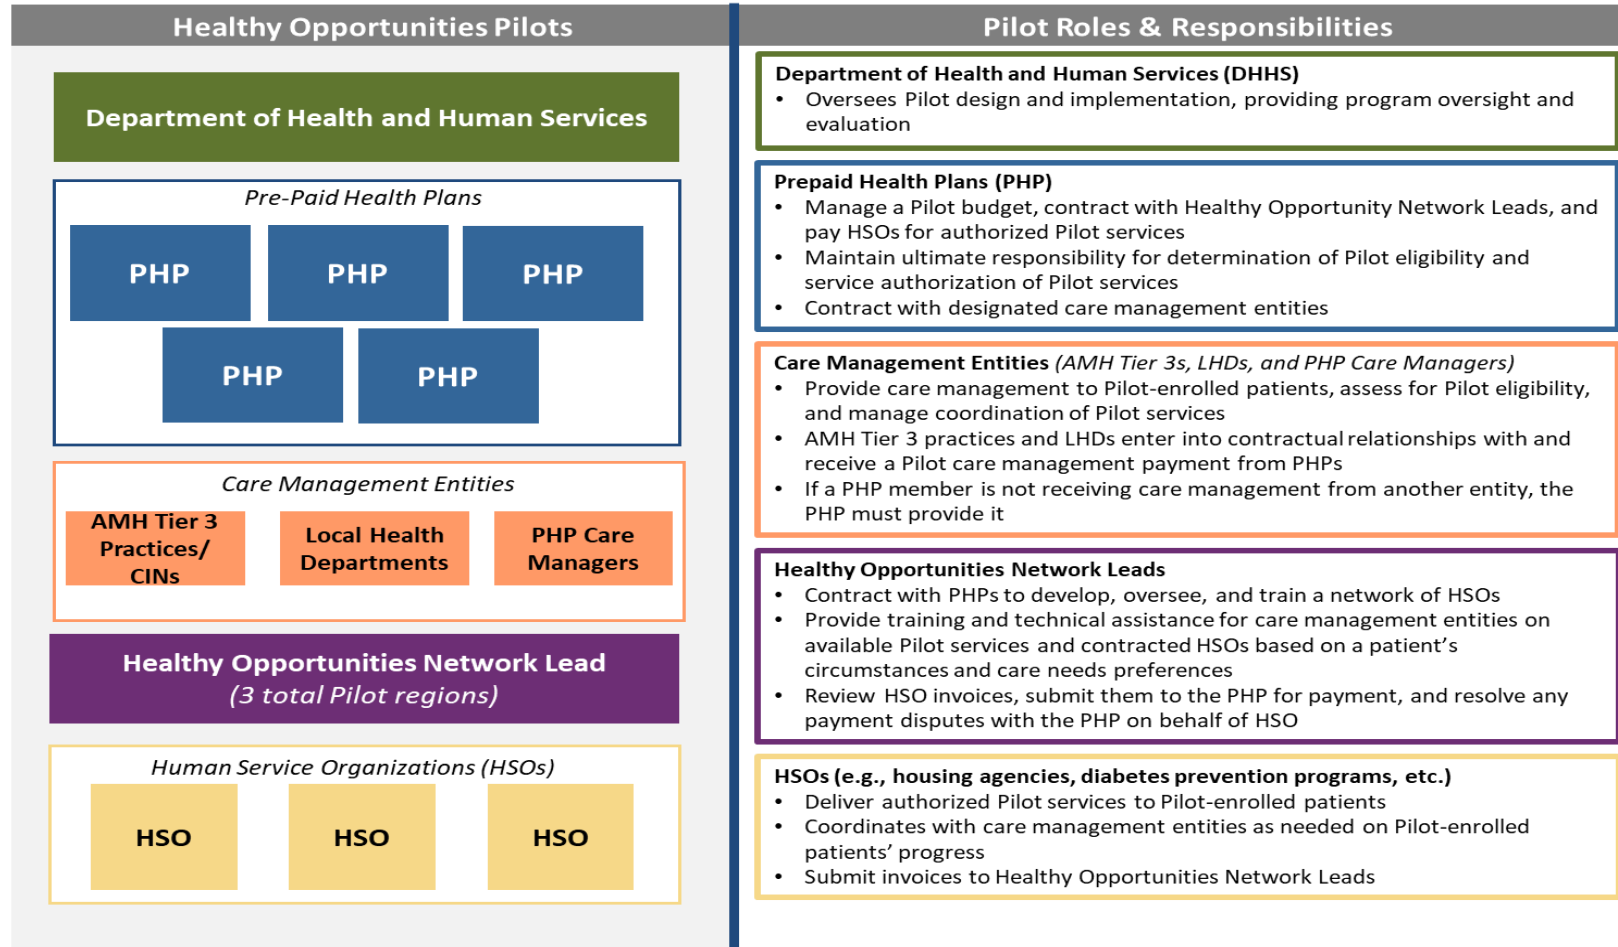 Healthy Opportunities Pilots
Department of Health and Human Services
Pre-Paid Health Plans
PHP
PHP
PHP
PHP
PHP
Care Management Entities
AMH Tier 3
Practices/
CINs
Local Health
Departments
PHP Care
Managers
Healthy Opportunities Network Lead
(3 total Pilot regions)
Human Service Organizations (HSOs)
HSO
HSO
HSO
Pilot Roles & Responsibilities
Department of Health and Human Services (DHHS)
• Oversees Pilot design and implementation, providing program oversight and
evaluation
Prepaid Health Plans (PHP)
• Manage a Pilot budget, contract with Healthy Opportunity Network Leads, and
pay HSOs for authorized Pilot services
• Maintain ultimate responsibility for determination of Pilot eligibility and
service authorization of Pilot services
• Contract with designated care management entities
Care Management Entities (AMH Tier 3s, LHDs, and PHP Care Managers)
• Provide care management to Pilot-enrolled patients, assess for Pilot eligibility,
and manage coordination of Pilot services
• AMH Tier 3 practices and LHDs enter into contractual relationships with and
receive a Pilot care management payment from PHPs
• If a PHP member is not receiving care management from another entity, the
PHP must provide it
Healthy Opportunities Network Leads
• Contract with PHPs to develop, oversee, and train a network of HSOs
• Provide training and technical assistance for care management entities on
available Pilot services and contracted HSOs based on a patient's
circumstances and care needs preferences
• Review HSO invoices, submit them to the PHP for payment, and resolve any
payment disputes with the PHP on behalf of HSO
HSOs (e.g., housing agencies, diabetes prevention programs, etc.)
• Deliver authorized Pilot services to Pilot-enrolled patients
• Coordinates with care management entities as needed on Pilot-enrolled
patients' progress
• Submit invoices to Healthy Opportunities Network Leads